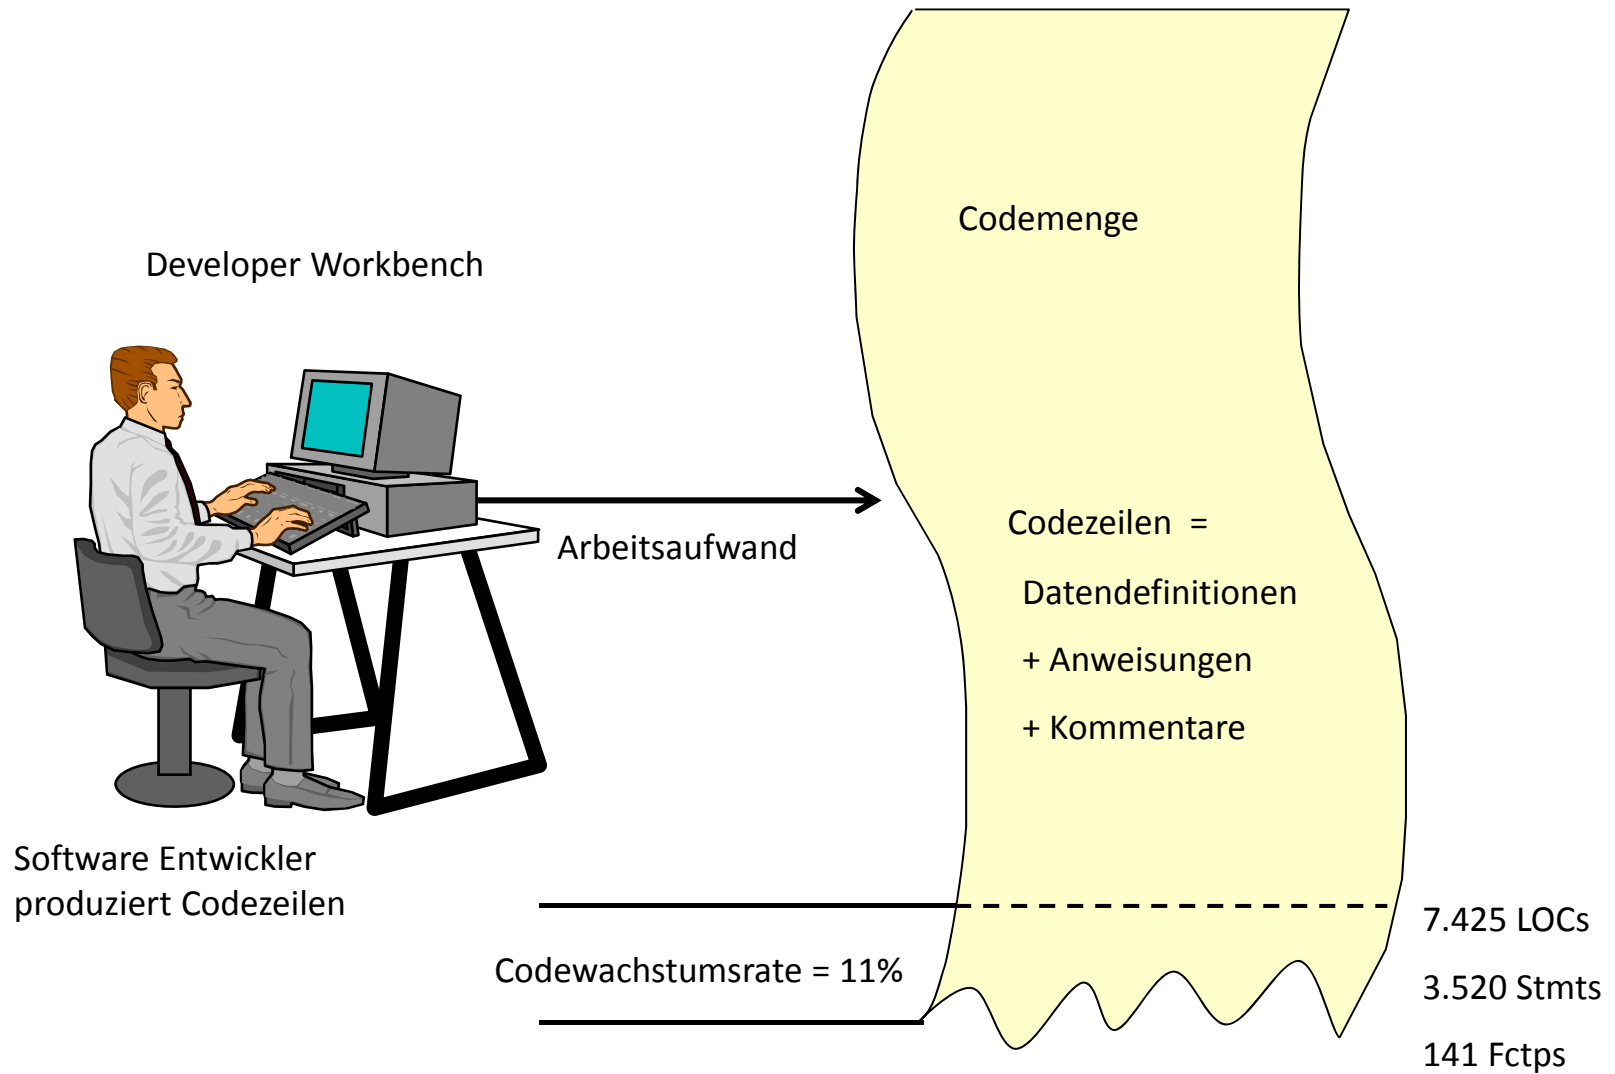 Codemenge
Developer Workbench
Arbeitsaufwand
Codezeilen =
Datendefinitionen
+ Anweisungen
+ Kommentare
Software Entwickler
produziert Codezeilen
Codewachstumsrate = 11%
7.425 LOCs
3.520 Stmts
141 Fctps